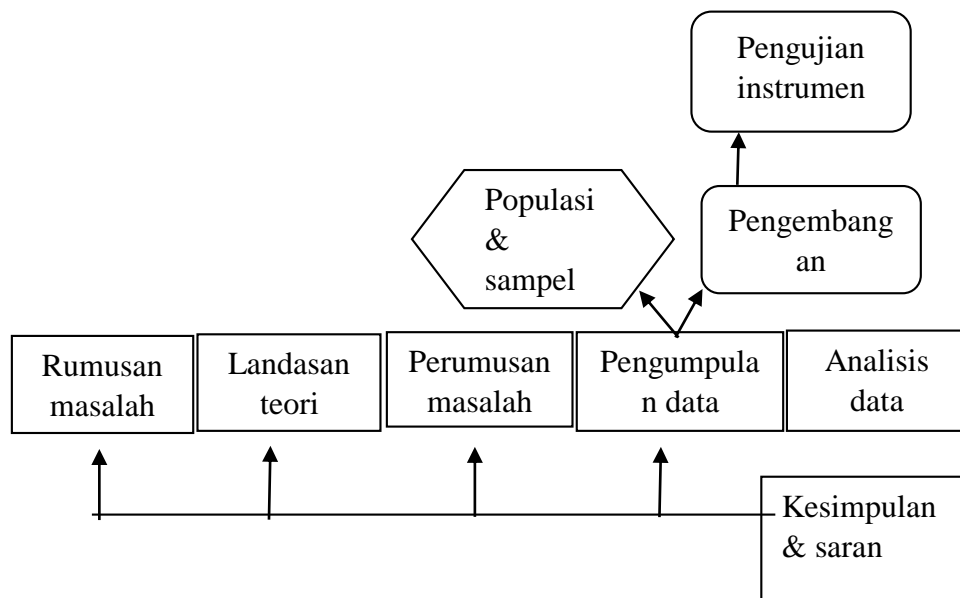 Pengujian
instrumen
Populasi
&
sampel
Pengembang
an
Rumusan
masalah
Landasan
teori
Perumusan
masalah
Pengumpula
n data
Analisis
data
Kesimpulan
& saran